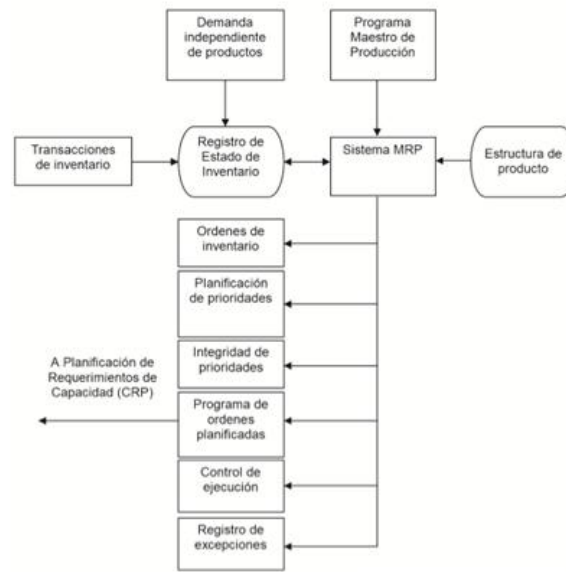 Demanda
independiente
de productos
Programa
Maestro de
Producción
Transacciones
de inventario
Registro de
Estado de
Inventario
Sistema MRP
Estructura de
producto
Ordenes de
inventario
Planificación
de prioridades
Integridad de
prioridades
A Planificación de
Requerimientos de
Capacidad (CRP)
Programa de
ordenes
planificadas
Control de
ejecución
Registro de
excepciones